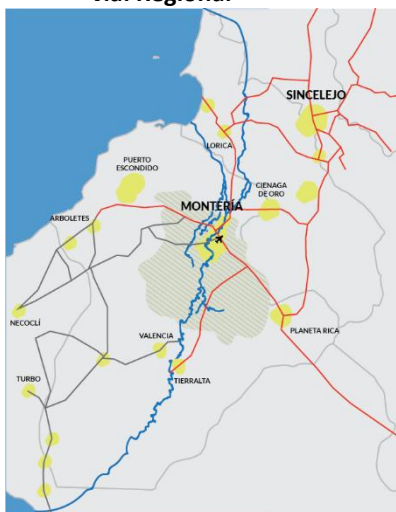 Vial Regional
SINCELEJO
LORICA
PUERTO
ESCONDIDO
CIENAGA
DE ORO
MONTERÍA
ARBOLETES
NECOCLÍ
PLANETA RICA
VALENCIA
TURBO
TIERRALTA